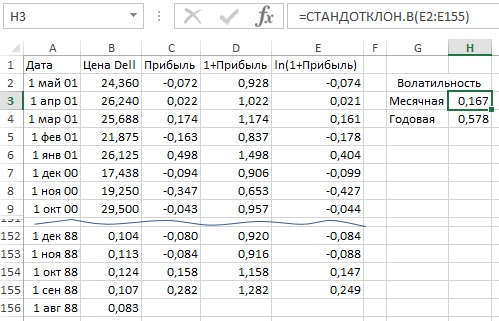 H3 =СТАНДОТКЛОН.В(E2:E155)
A B C D E F G H
1 Дата Цена Dell Прибыль 1+Прибыль ln(1+Прибыль)
2 1 май 01 24,360 -0,072 0,928 -0,074 Волатильность
3 1 апр 01 26,240 0,022 1,022 0,021 Месячная 0,167
4 1 мар 01 25,688 0,174 1,174 0,161 Годовая 0,578
5 1 фев 01 21,875 -0,163 0,837 -0,178
6 1 янв 01 26,125 0,498 1,498 0,404
7 1 дек 00 17,438 -0,094 0,906 -0,099
8 1 ноя 00 19,250 -0,347 0,653 -0,427
9 1 окт 00 29,500 -0,043 0,957 -0,044
152 1 дек 88 0,104 -0,080 0,920 -0,084
153 1 ноя 88 0,113 -0,084 0,916 -0,088
154 1 окт 88 0,124 0,158 1,158 0,147
155 1 сен 88 0,107 0,282 1,282 0,249
156 1 авг 88 0,083